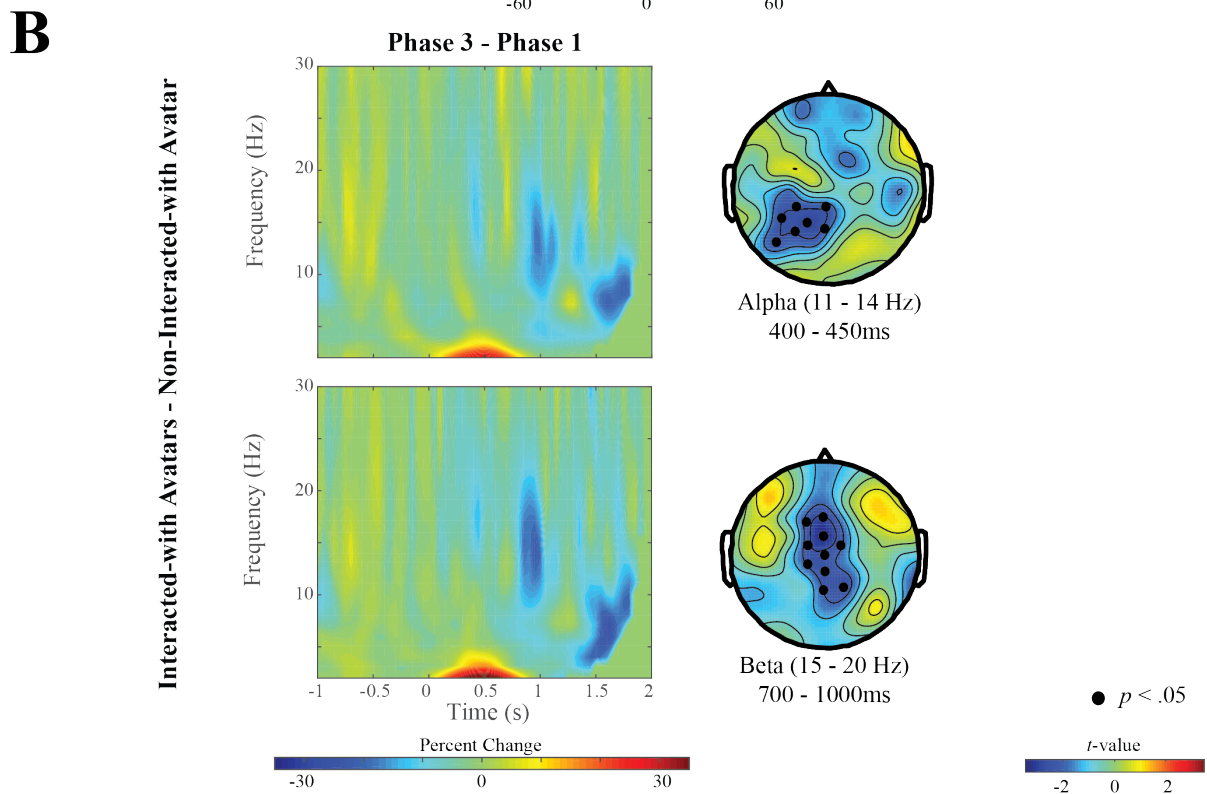 -60 0 60
B
Phase 3 - Phase 1
Interacted-with Avatars - Non-Interacted-with Avatar
Frequency (Hz)
30
20
10
Alpha (11 - 14 Hz)
400 - 450ms
Frequency (Hz)
30
20
10
-1 -0.5 0 0.5 1 1.5 2
Time (s)
Beta (15 - 20 Hz)
700 - 1000ms
p < .05
Percent Change
-30 0 30
t-value
-2 0 2